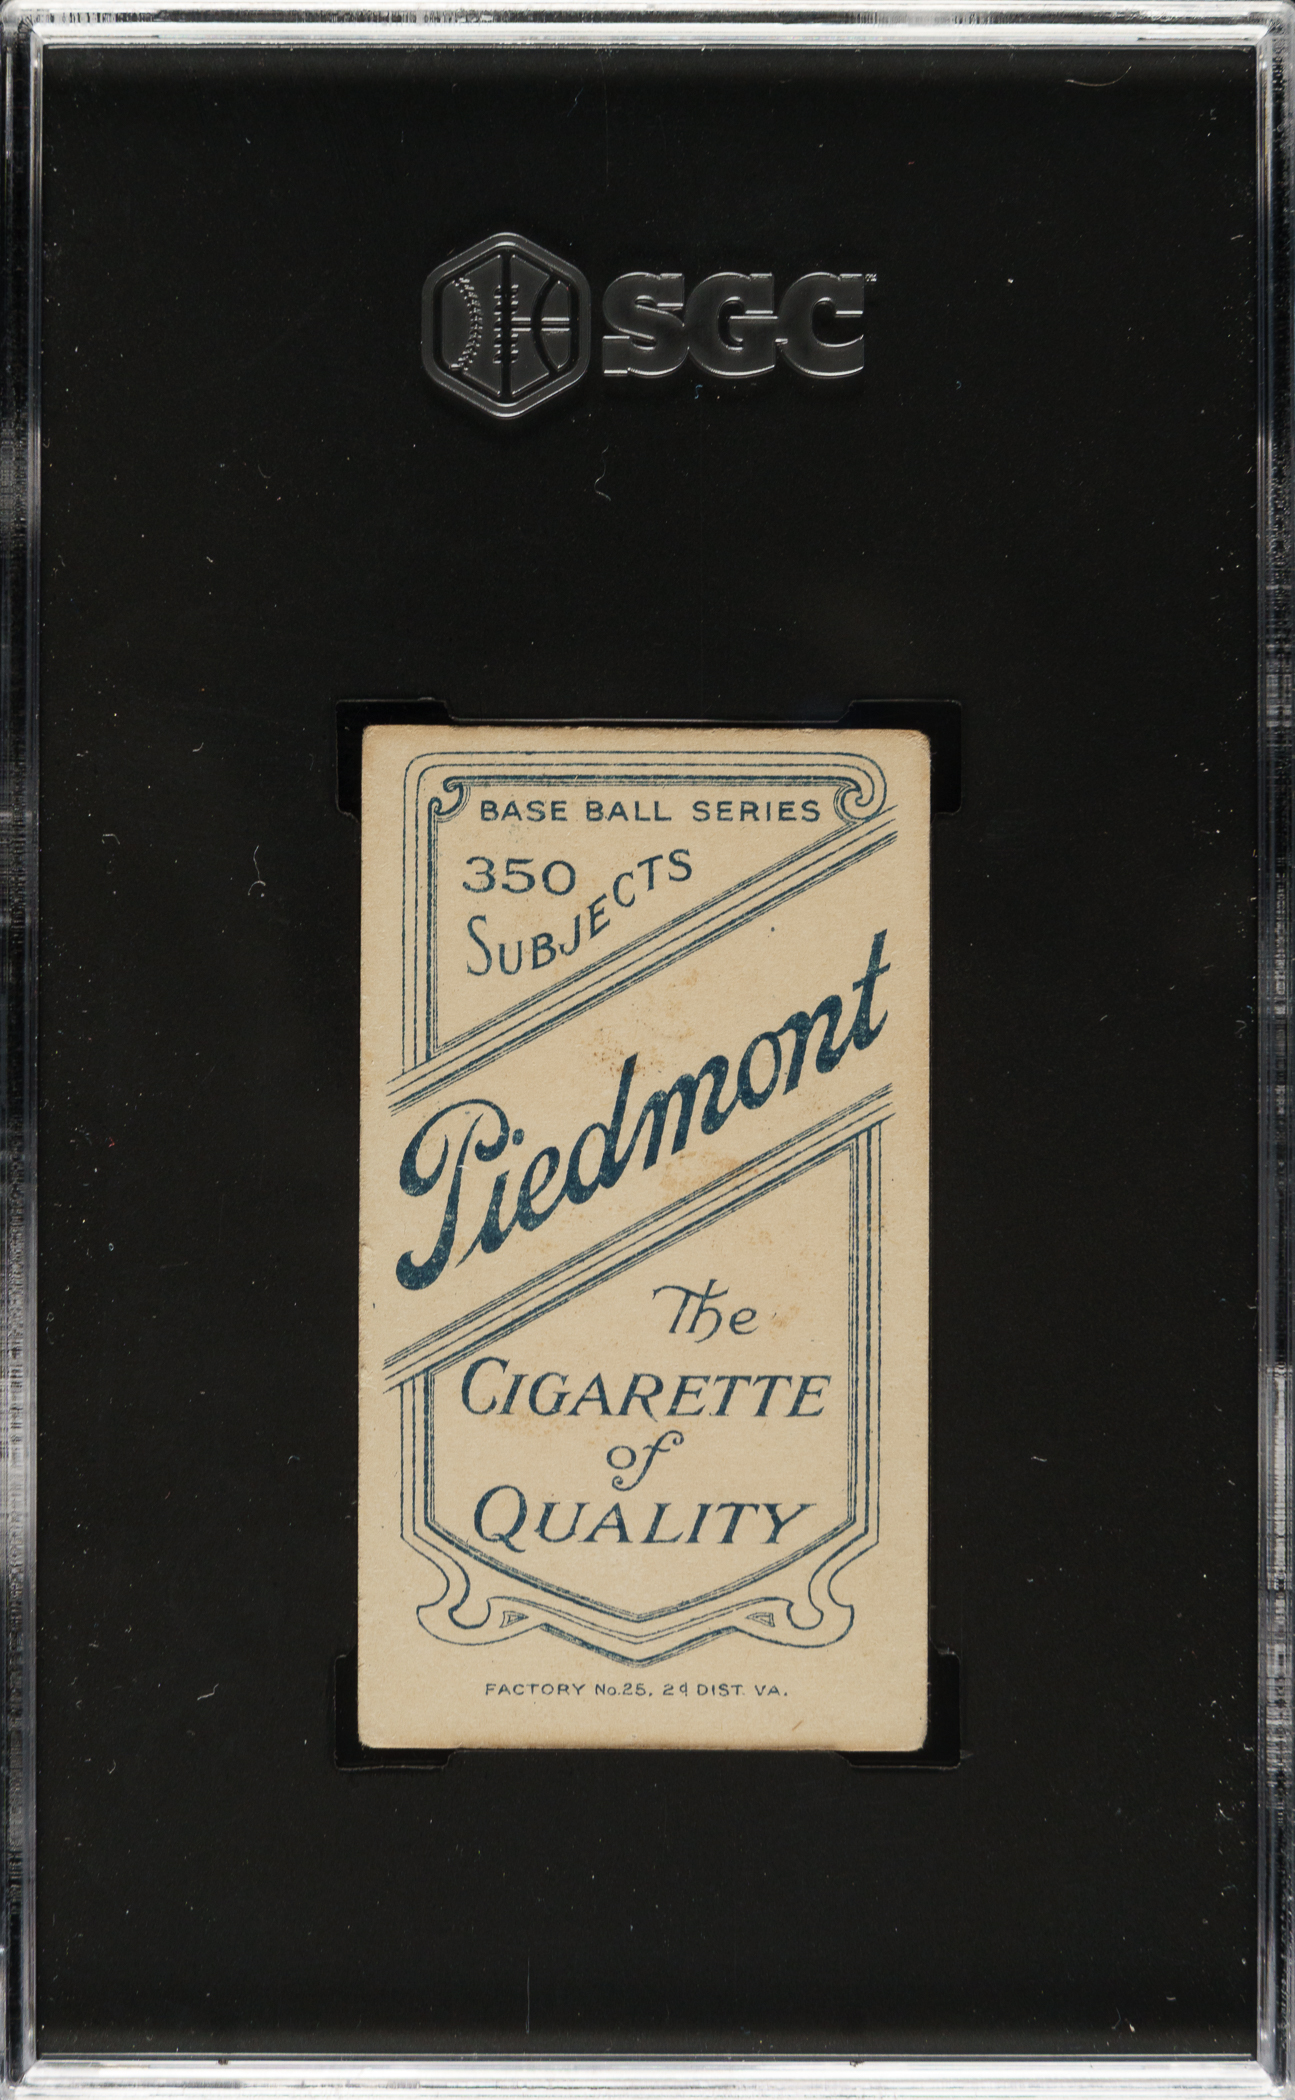 SGC
BASE BALL SERIES
350
SUBJECTS
Piedmont
The
CIGARETTE
of
QUALITY
FACTORY No.25, 2d DIST. VA.